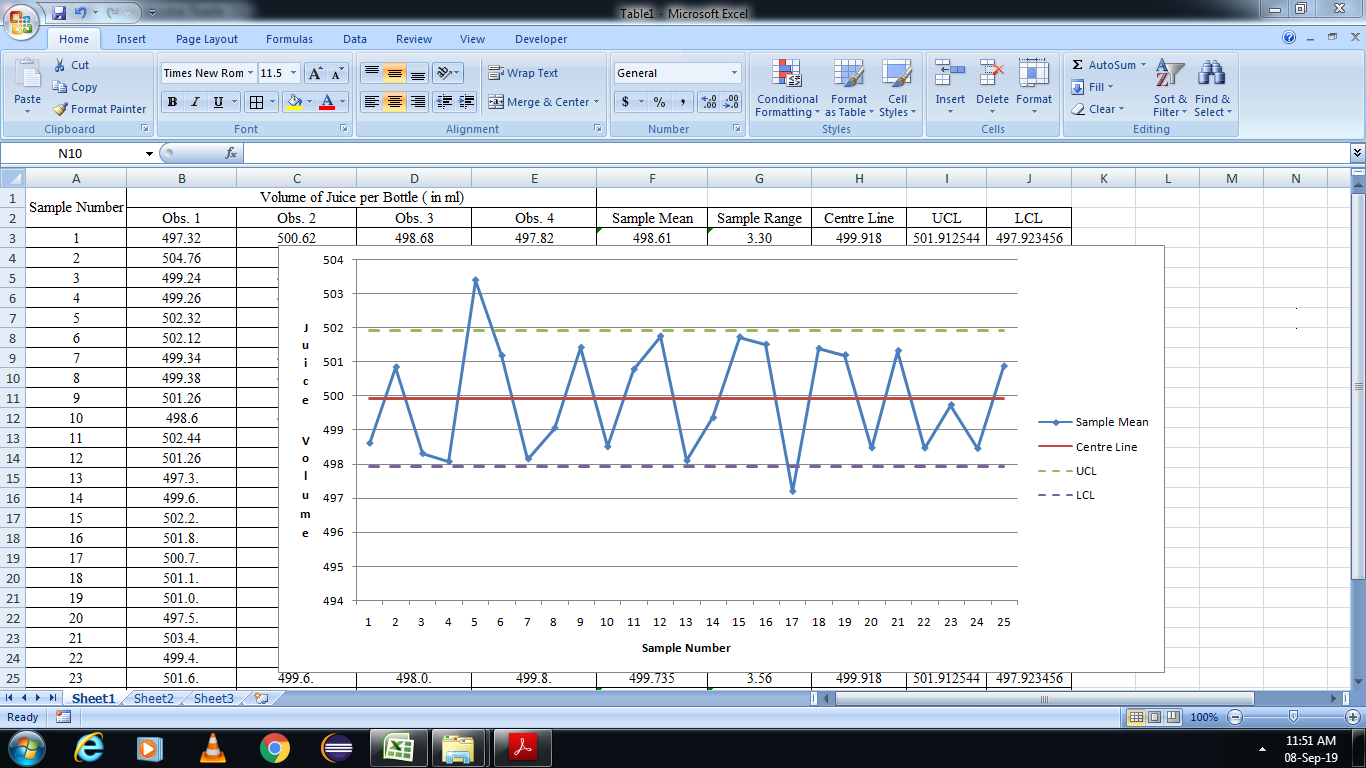 Table1 - Microsoft Excel
Home Insert Page Layout Formulas Data Review View Developer
Paste Cut Copy Format Painter
Clipboard
Times New Rom 11.5 A A
B I U A
Font
Wrap Text
Merge & Center
Alignment
General
$ % , .00 .00
Number
Conditional Formatting Format as Table Cell Styles
Styles
Insert Delete Format
Cells
Σ AutoSum Fill Clear Sort & Filter Find & Select
Editing
N10 fx
A B C D E F G H I J K L M N
1 Sample Number Volume of Juice per Bottle ( in ml)
2 Obs. 1 Obs. 2 Obs. 3 Obs. 4 Sample Mean Sample Range Centre Line UCL LCL
3 1 497.32 500.62 498.68 497.82 498.61 3.30 499.918 501.912544 497.923456
4 2 504.76
5 3 499.24
6 4 499.26
7 5 502.32
8 6 502.12
9 7 499.34
10 8 499.38
11 9 501.26
12 10 498.6
13 11 502.44
14 12 501.26
15 13 497.3.
16 14 499.6.
17 15 502.2.
18 16 501.8.
19 17 500.7.
20 18 501.1.
21 19 501.0.
22 20 497.5.
23 21 503.4.
24 22 499.4.
25 23 501.6. 499.6. 498.0. 499.8. 499.735 3.56 499.918 501.912544 497.923456
Juice Volume
504
503
502
501
500
499
498
497
496
495
494
1 2 3 4 5 6 7 8 9 10 11 12 13 14 15 16 17 18 19 20 21 22 23 24 25
Sample Number
Sample Mean
Centre Line
UCL
LCL
Sheet1 Sheet2 Sheet3
Ready 100%
11:51 AM
08-Sep-19